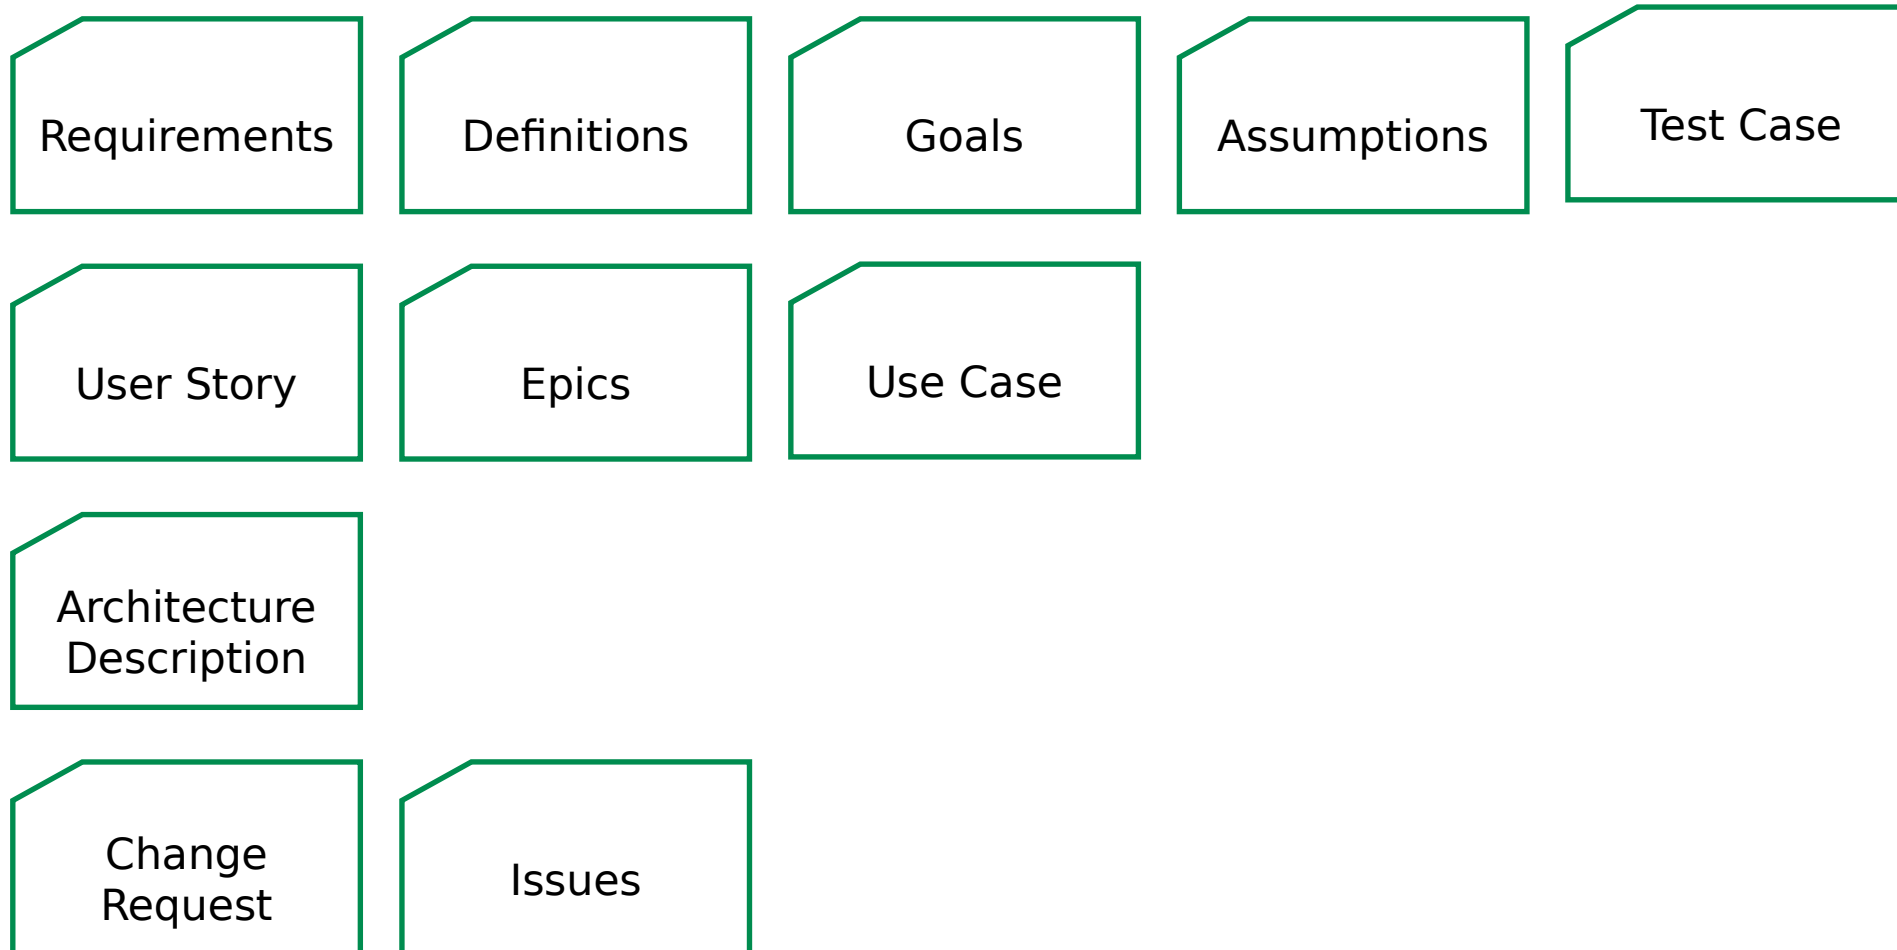 Requirements
Definitions
Goals
Assumptions
Test Case
User Story
Epics
Use Case
Architecture
Description
Change
Request
Issues